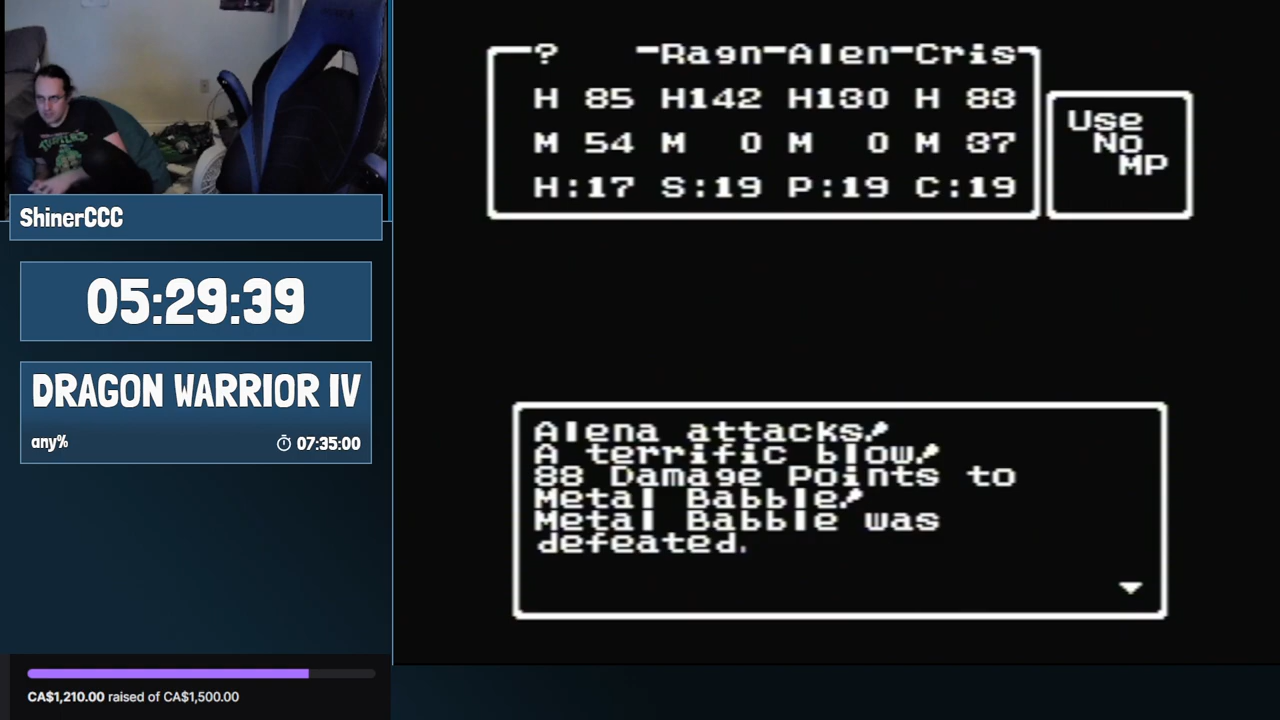 ShinerCCC
05:29:39
DRAGON WARRIOR IV
any%
07:35:00
CA$1,210.00 raised of CA$1,500.00
? Ragn Alen Cris
H 85 H142 H130 H 83
M 54 M 0 M 0 M 37
H:17 S:19 P:19 C:19
Use
No
MP
Alena attacks!
A terrific blow!
88 Damage Points to
Metal Babble!
Metal Babble was
defeated.